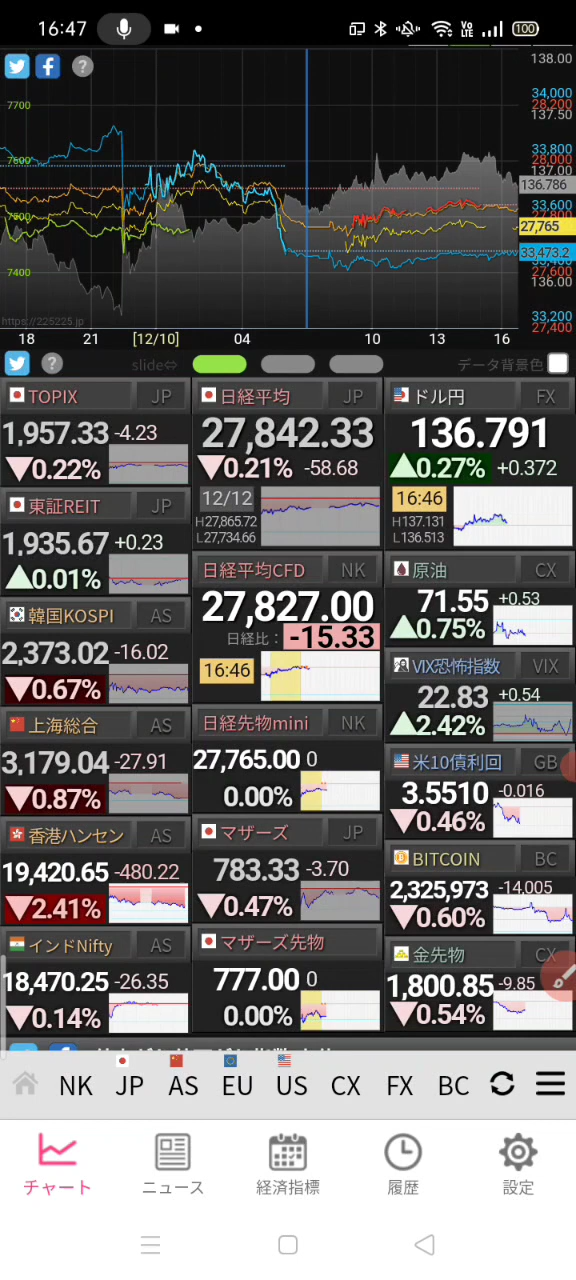 16:47
VoLTE
100
138.00
34,000
28,200
137.50
7700
33,800
28,000
137.00
136.786
33,600
27,765
33,473.2
7400
27,600
136.00
33,200
27,400
https://225225.jp
18 21 [12/10] 04 10 13 16
slide⇔
データ背景色
TOPIX JP
1,957.33 -4.23
▼0.22%
東証REIT JP
1,935.67 +0.23
▲0.01%
韓国KOSPI AS
2,373.02 -16.02
▼0.67%
上海総合 AS
3,179.04 -27.91
▼0.87%
香港ハンセン AS
19,420.65 -480.22
▼2.41%
インドNifty AS
18,470.25 -26.35
▼0.14%
日経平均 JP
27,842.33
▼0.21% -58.68
12/12
H27,865.72
L27,734.66
日経平均CFD NK
27,827.00
日経比: -15.33
16:46
日経先物mini NK
27,765.00 0
0.00%
マザーズ JP
783.33 -3.70
▼0.47%
マザーズ先物
777.00 0
0.00%
ドル円 FX
136.791
▲0.27% +0.372
16:46
H137.131
L136.513
原油 CX
71.55 +0.53
▲0.75%
VIX恐怖指数 VIX
22.83 +0.54
▲2.42%
米10債利回 GB
3.5510 -0.016
▼0.46%
BITCOIN BC
2,325,973 -14,005
▼0.60%
金先物 CX
1,800.85 -9.85
▼0.54%
NK JP AS EU US CX FX BC
チャート ニュース 経済指標 履歴 設定